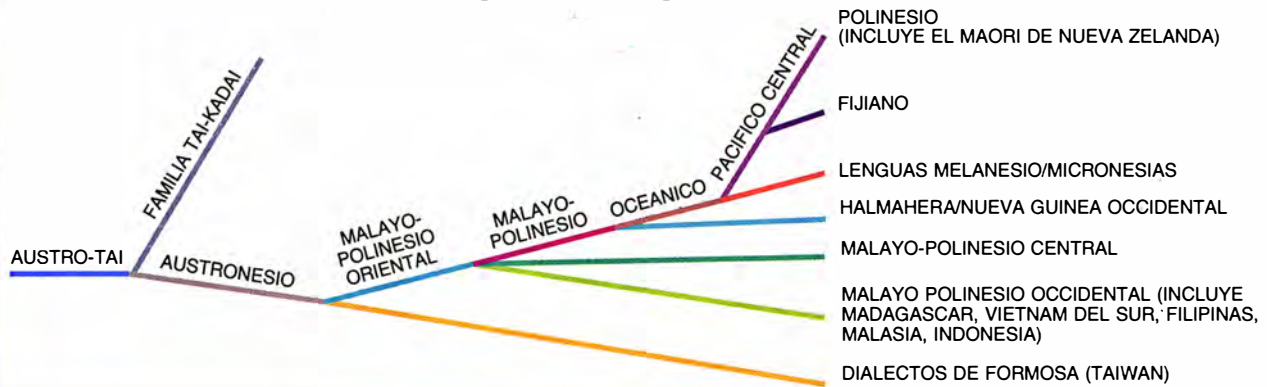 POLINESIO
(INCLUYE EL MAORI DE NUEVA ZELANDA)
PACIFICO CENTRAL
FAMILIA TAI-KADAI
FIJIANO
LENGUAS MELANESIO/MICRONESIAS
OCEANICO
MALAYO-
POLINESIO
HALMAHERA/NUEVA GUINEA OCCIDENTAL
MALAYO-
POLINESIO
ORIENTAL
MALAYO-POLINESIO CENTRAL
AUSTRO-TAI
AUSTRONESIO
MALAYO POLINESIO OCCIDENTAL (INCLUYE
MADAGASCAR, VIETNAM DEL SUR, FILIPINAS,
MALASIA, INDONESIA)
DIALECTOS DE FORMOSA (TAIWAN)